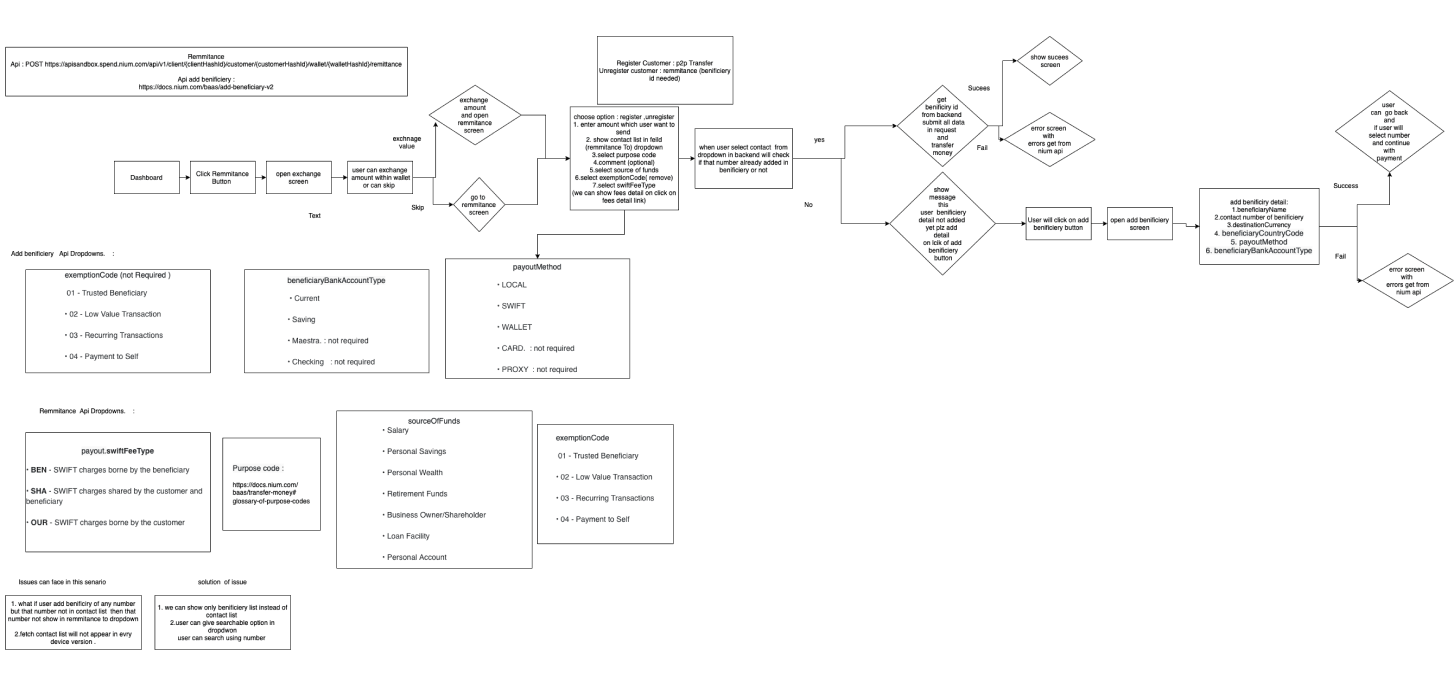 Remmitance
Api : POST https://apisandbox.spend.nium.com/api/v1/client/{clientHashId}/customer/{customerHashId}/wallet/{walletHashId}/remittance
Api add benificiery :
https://docs.nium.com/baas/add-beneficiary-v2
Register Customer : p2p Transfer
Unregister customer : remmitance (benificiery
id needed)
Dashboard
Click Remmitance
Button
open exchange
screen
user can exchange
amount within wallet
or can skip
exchnage
value
Skip
Text
exchange
amount
and open
remmitance
screen
go to
remmitance
screen
choose option : register ,unregister
1. enter amount which user want to
send
2. show contact list in feild
(remmitance To) dropdown
3.select purpose code
4.comment (optional)
5.select source of funds
6.select exemptionCode( remove)
7.select swiftFeeType
(we can show fees detail on click on
fees detail link)
when user select contact from
dropdown in backend will check
if that number already added in
benificiery or not
yes
No
get
benificiry id
from backend
submit all data
in request
and
transfer
money
Sucees
Fail
show sucees
screen
error screen
with
errors get from
nium api
show
message
this
user benificiery
detail not added
yet plz add
detail
on lcik of add
benificiery
button
User will click on add
benificiery button
open add benificiery
screen
add benificiry detail:
1.beneficiaryName
2.contact number of benificiery
3.destinationCurrency
4. beneficiaryCountryCode
5. payoutMethod
6. beneficiaryBankAccountType
Success
Fail
user
can go back
and
if user will
select number
and continue
with
payment
error screen
with
errors get from
nium api
Add benificiery Api Dropdowns. :
exemptionCode (not Required )
01 - Trusted Beneficiary
• 02 - Low Value Transaction
• 03 - Recurring Transactions
• 04 - Payment to Self
beneficiaryBankAccountType
• Current
• Saving
• Maestra. : not required
• Checking : not required
payoutMethod
• LOCAL
• SWIFT
• WALLET
• CARD. : not required
• PROXY : not required
Remmitance Api Dropdowns. :
payout.swiftFeeType
• BEN - SWIFT charges borne by the beneficiary
• SHA - SWIFT charges shared by the customer and
beneficiary
• OUR - SWIFT charges borne by the customer
Purpose code :
https://docs.nium.com/
baas/transfer-money#
glossary-of-purpose-codes
sourceOfFunds
• Salary
• Personal Savings
• Personal Wealth
• Retirement Funds
• Business Owner/Shareholder
• Loan Facility
• Personal Account
exemptionCode
01 - Trusted Beneficiary
• 02 - Low Value Transaction
• 03 - Recurring Transactions
• 04 - Payment to Self
Issues can face in this senario
1. what if user add benificiry of any number
but that number not in contact list then that
number not show in remmitance to dropdown
2.fetch contact list will not appear in evry
device version .
solution of issue
1. we can show only benificiery list instead of
contact list
2.user can give searchable option in
dropdwon
user can search using number